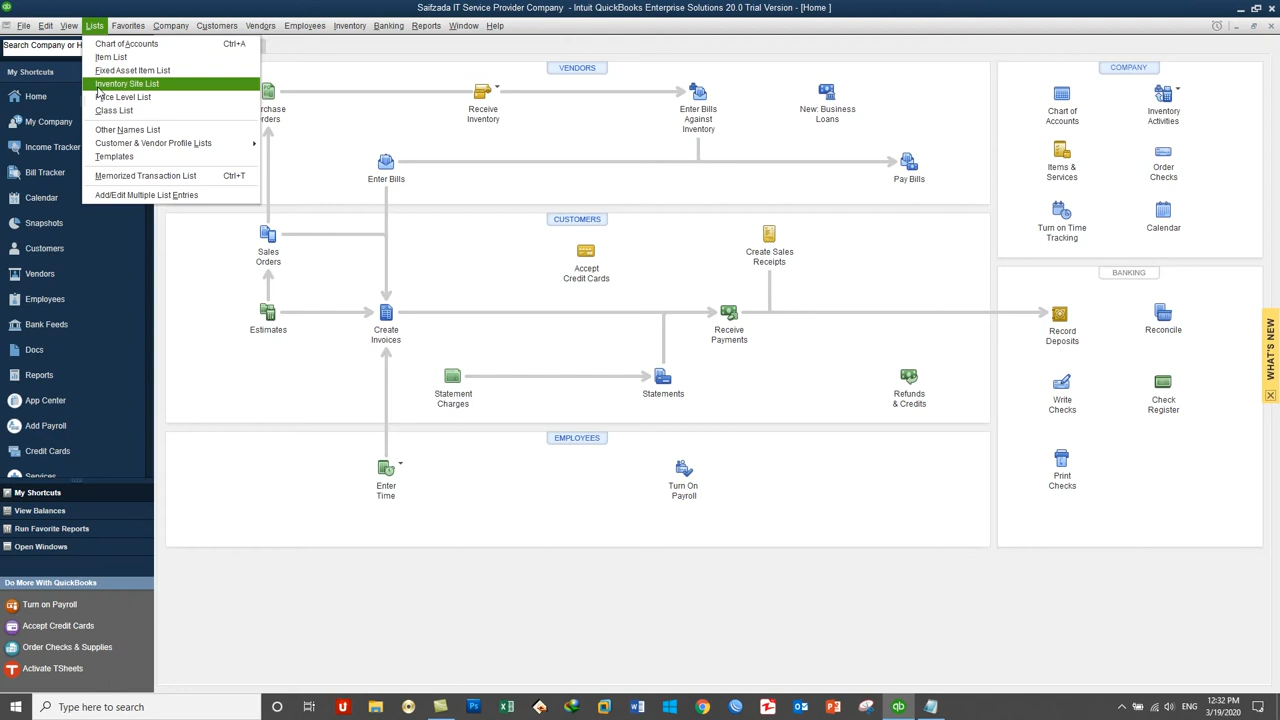 Saifzada IT Service Provider Company - Intuit QuickBooks Enterprise Solutions 20.0 Trial Version - [Home ]
File Edit View Lists Favorites Company Customers Vendors Employees Inventory Banking Reports Window Help
Search Company or H
Chart of Accounts Ctrl+A
Item List
Fixed Asset Item List
Inventory Site List
Price Level List
Class List
Other Names List
Customer & Vendor Profile Lists
Templates
Memorized Transaction List Ctrl+T
Add/Edit Multiple List Entries
My Shortcuts
Home
My Company
Income Tracker
Bill Tracker
Calendar
Snapshots
Customers
Vendors
Employees
Bank Feeds
Docs
Reports
App Center
Add Payroll
Credit Cards
Services
My Shortcuts
View Balances
Run Favorite Reports
Open Windows
Do More With QuickBooks
Turn on Payroll
Accept Credit Cards
Order Checks & Supplies
Activate TSheets
VENDORS
rchase
rders
Receive
Inventory
Enter Bills
Against
Inventory
New: Business
Loans
Enter Bills
Pay Bills
CUSTOMERS
Sales
Orders
Accept
Credit Cards
Create Sales
Receipts
Estimates
Create
Invoices
Receive
Payments
Statement
Charges
Statements
Refunds
& Credits
EMPLOYEES
Enter
Time
Turn On
Payroll
COMPANY
Chart of
Accounts
Inventory
Activities
Items &
Services
Order
Checks
Turn on Time
Tracking
Calendar
BANKING
Record
Deposits
Reconcile
Write
Checks
Check
Register
Print
Checks
WHAT'S NEW
Type here to search
ENG
12:32 PM
3/19/2020